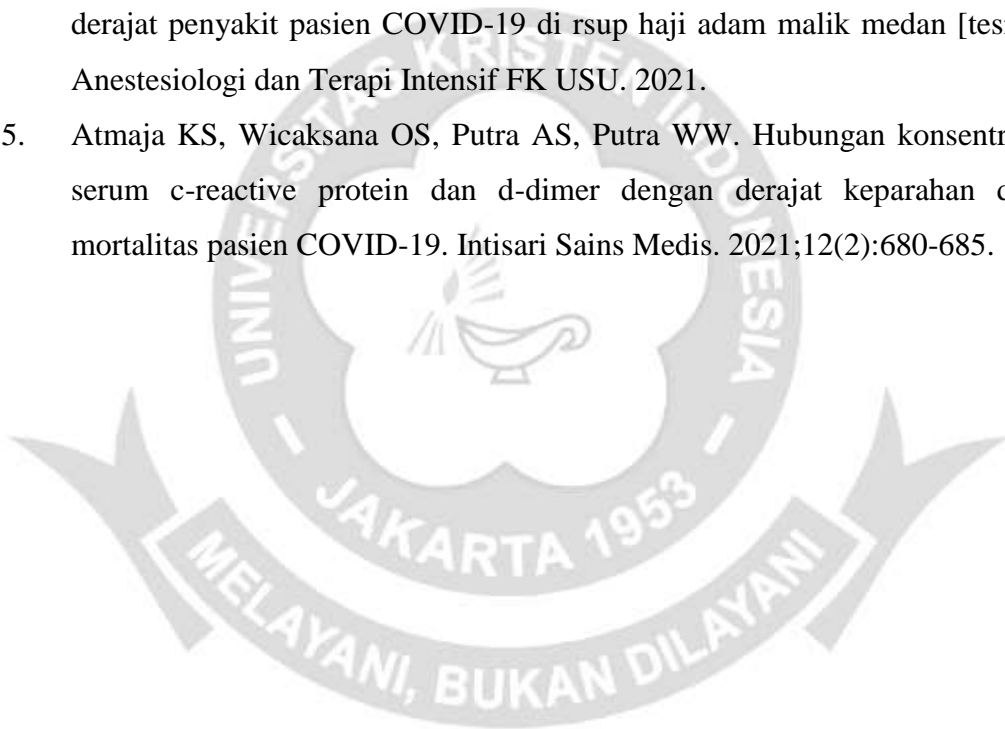 derajat penyakit pasien COVID-19 di rsup haji adam malik medan
Anestesiologi dan Terapi Intensif FK USU. 2021.
5. Atmaja KS, Wicaksana OS, Putra AS, Putra WW. Hubungan
serum c-reactive protein dan d-dimer dengan derajat keparahan
mortalitas pasien COVID-19. Intisari Sains Medis. 2021;12(2):680-685.
UNIVERSITAS KRISTEN INDONESIA
- JAKARTA 1953 -
MELAYANI, BUKAN DILAYANI